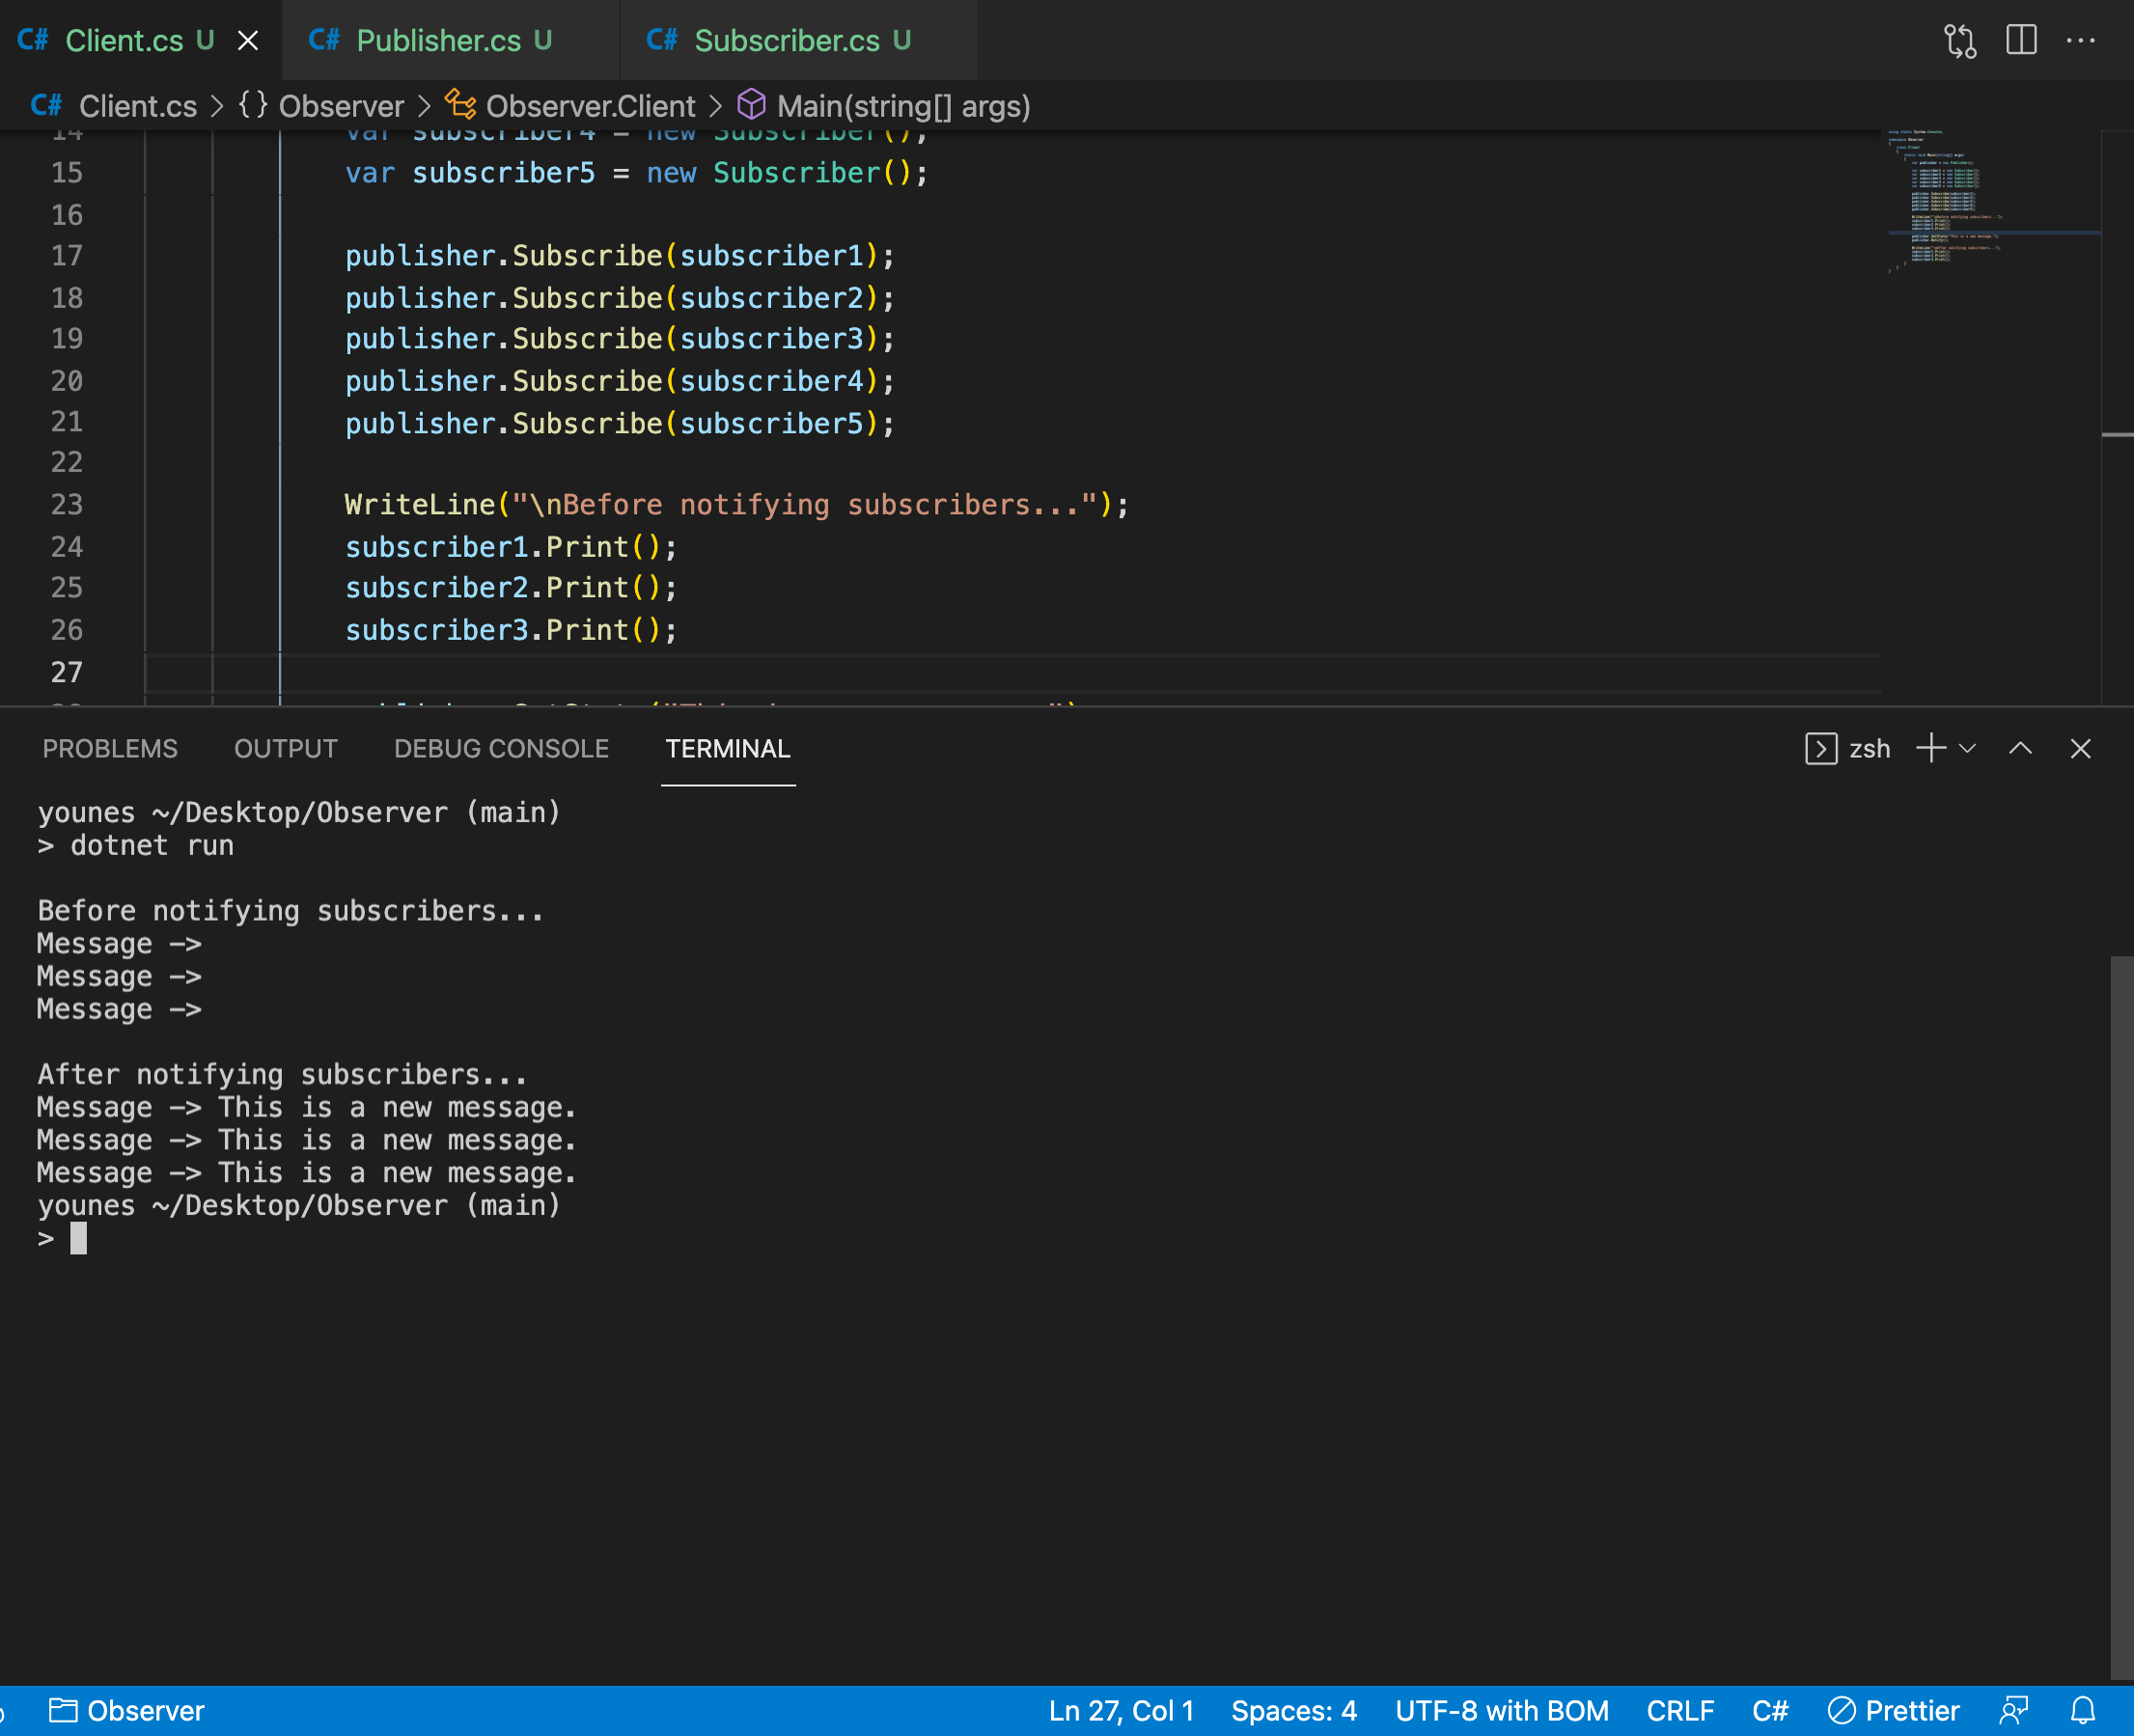 C# Client.cs U
C# Publisher.cs U
C# Subscriber.cs U
C# Client.cs > {} Observer > Observer.Client > Main(string[] args)
14 var subscriber4 = new Subscriber();
15 var subscriber5 = new Subscriber();
16
17 publisher.Subscribe(subscriber1);
18 publisher.Subscribe(subscriber2);
19 publisher.Subscribe(subscriber3);
20 publisher.Subscribe(subscriber4);
21 publisher.Subscribe(subscriber5);
22
23 WriteLine("\nBefore notifying subscribers...");
24 subscriber1.Print();
25 subscriber2.Print();
26 subscriber3.Print();
27
PROBLEMS OUTPUT DEBUG CONSOLE TERMINAL zsh
younes ~/Desktop/Observer (main)
> dotnet run
Before notifying subscribers...
Message ->
Message ->
Message ->
After notifying subscribers...
Message -> This is a new message.
Message -> This is a new message.
Message -> This is a new message.
younes ~/Desktop/Observer (main)
>
Observer Ln 27, Col 1 Spaces: 4 UTF-8 with BOM CRLF C# Prettier